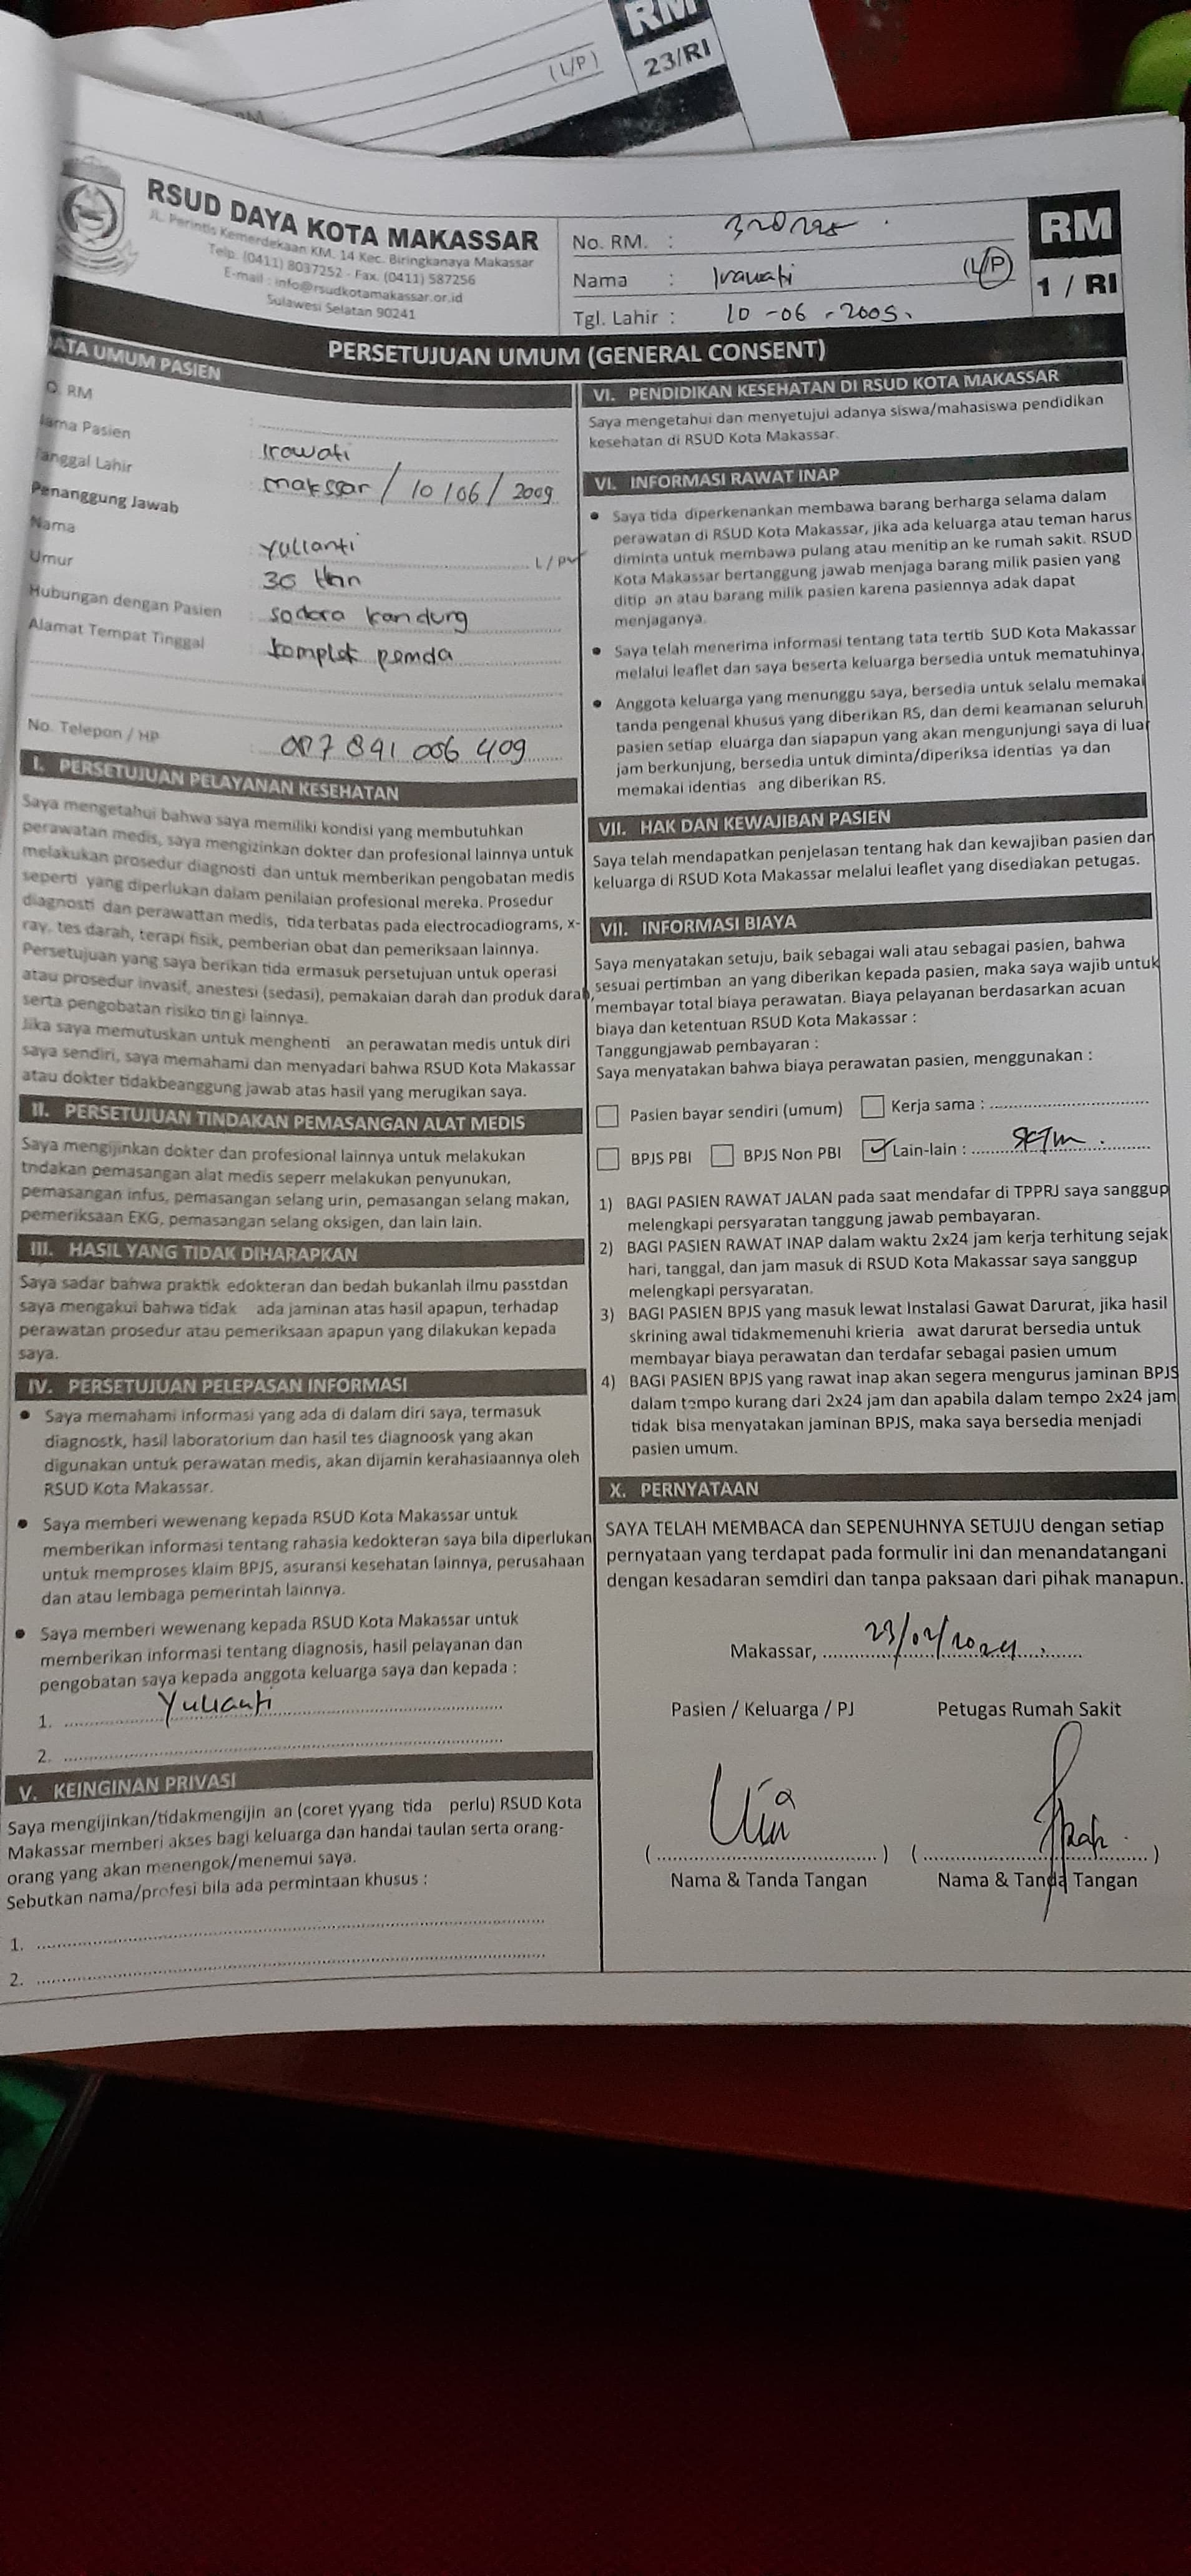 RM
23/RI
(L/P)
RSUD DAYA KOTA MAKASSAR
JL. Perintis Kemerdekaan KM. 14 Kec. Biringkanaya Makassar
Telp. (0411) 8037252 - Fax. (0411) 587256
E-mail : info@rsudkotamakassar.or.id
Sulawesi Selatan 90241
No. RM. :
Nama : Irawati (L/P)
Tgl. Lahir : 10 - 06 - 2005.
RM
1 / RI
PERSETUJUAN UMUM (GENERAL CONSENT)
ATA UMUM PASIEN
O. RM :
ama Pasien : Irawati
anggal Lahir : makssar / 10 / 06 / 2009
Penanggung Jawab
Nama : Yulianti L / P
Umur : 30 thn
Hubungan dengan Pasien : sodara kandung
Alamat Tempat Tinggal : komplek pemda
No. Telepon / HP : 087 891 006 409
I. PERSETUJUAN PELAYANAN KESEHATAN
Saya mengetahui bahwa saya memiliki kondisi yang membutuhkan
perawatan medis, saya mengizinkan dokter dan profesional lainnya untuk
melakukan prosedur diagnosti dan untuk memberikan pengobatan medis
seperti yang diperlukan dalam penilaian profesional mereka. Prosedur
diagnosti dan perawattan medis, tida terbatas pada electrocadiograms, x-
ray, tes darah, terapi fisik, pemberian obat dan pemeriksaan lainnya.
Persetujuan yang saya berikan tida ermasuk persetujuan untuk operasi
atau prosedur invasif, anestesi (sedasi), pemakaian darah dan produk darah,
serta pengobatan risiko tin gi lainnya.
Jika saya memutuskan untuk menghenti an perawatan medis untuk diri
saya sendiri, saya memahami dan menyadari bahwa RSUD Kota Makassar
atau dokter tidakbeanggung jawab atas hasil yang merugikan saya.
II. PERSETUJUAN TINDAKAN PEMASANGAN ALAT MEDIS
Saya mengijinkan dokter dan profesional lainnya untuk melakukan
tndakan pemasangan alat medis seperr melakukan penyunukan,
pemasangan infus, pemasangan selang urin, pemasangan selang makan,
pemeriksaan EKG, pemasangan selang oksigen, dan lain lain.
III. HASIL YANG TIDAK DIHARAPKAN
Saya sadar bahwa praktik edokteran dan bedah bukanlah ilmu passtdan
saya mengakui bahwa tidak ada jaminan atas hasil apapun, terhadap
perawatan prosedur atau pemeriksaan apapun yang dilakukan kepada
saya.
IV. PERSETUJUAN PELEPASAN INFORMASI
• Saya memahami informasi yang ada di dalam diri saya, termasuk
diagnostk, hasil laboratorium dan hasil tes diagnoosk yang akan
digunakan untuk perawatan medis, akan dijamin kerahasiaannya oleh
RSUD Kota Makassar.
• Saya memberi wewenang kepada RSUD Kota Makassar untuk
memberikan informasi tentang rahasia kedokteran saya bila diperlukan
untuk memproses klaim BPJS, asuransi kesehatan lainnya, perusahaan
dan atau lembaga pemerintah lainnya.
• Saya memberi wewenang kepada RSUD Kota Makassar untuk
memberikan informasi tentang diagnosis, hasil pelayanan dan
pengobatan saya kepada anggota keluarga saya dan kepada :
1. Yulianti
2.
V. KEINGINAN PRIVASI
Saya mengijinkan/tidakmengijin an (coret yyang tida perlu) RSUD Kota
Makassar memberi akses bagi keluarga dan handai taulan serta orang-
orang yang akan menengok/menemui saya.
Sebutkan nama/profesi bila ada permintaan khusus :
1.
2.
VI. PENDIDIKAN KESEHATAN DI RSUD KOTA MAKASSAR
Saya mengetahui dan menyetujui adanya siswa/mahasiswa pendidikan
kesehatan di RSUD Kota Makassar.
VI. INFORMASI RAWAT INAP
• Saya tida diperkenankan membawa barang berharga selama dalam
perawatan di RSUD Kota Makassar, jika ada keluarga atau teman harus
diminta untuk membawa pulang atau menitip an ke rumah sakit. RSUD
Kota Makassar bertanggung jawab menjaga barang milik pasien yang
ditip an atau barang milik pasien karena pasiennya adak dapat
menjaganya.
• Saya telah menerima informasi tentang tata tertib SUD Kota Makassar
melalui leaflet dan saya beserta keluarga bersedia untuk mematuhinya
• Anggota keluarga yang menunggu saya, bersedia untuk selalu memakai
tanda pengenal khusus yang diberikan RS, dan demi keamanan seluruh
pasien setiap eluarga dan siapapun yang akan mengunjungi saya di luar
jam berkunjung, bersedia untuk diminta/diperiksa identias ya dan
memakai identias ang diberikan RS.
VII. HAK DAN KEWAJIBAN PASIEN
Saya telah mendapatkan penjelasan tentang hak dan kewajiban pasien dan
keluarga di RSUD Kota Makassar melalui leaflet yang disediakan petugas.
VII. INFORMASI BIAYA
Saya menyatakan setuju, baik sebagai wali atau sebagai pasien, bahwa
sesuai pertimban an yang diberikan kepada pasien, maka saya wajib untuk
membayar total biaya perawatan. Biaya pelayanan berdasarkan acuan
biaya dan ketentuan RSUD Kota Makassar :
Tanggungjawab pembayaran :
Saya menyatakan bahwa biaya perawatan pasien, menggunakan :
Pasien bayar sendiri (umum) Kerja sama :
BPJS PBI BPJS Non PBI Lain-lain :
1) BAGI PASIEN RAWAT JALAN pada saat mendafar di TPPRJ saya sanggup
melengkapi persyaratan tanggung jawab pembayaran.
2) BAGI PASIEN RAWAT INAP dalam waktu 2x24 jam kerja terhitung sejak
hari, tanggal, dan jam masuk di RSUD Kota Makassar saya sanggup
melengkapi persyaratan.
3) BAGI PASIEN BPJS yang masuk lewat Instalasi Gawat Darurat, jika hasil
skrining awal tidakmemenuhi krieria awat darurat bersedia untuk
membayar biaya perawatan dan terdafar sebagai pasien umum
4) BAGI PASIEN BPJS yang rawat inap akan segera mengurus jaminan BPJS
dalam tempo kurang dari 2x24 jam dan apabila dalam tempo 2x24 jam
tidak bisa menyatakan jaminan BPJS, maka saya bersedia menjadi
pasien umum.
X. PERNYATAAN
SAYA TELAH MEMBACA dan SEPENUHNYA SETUJU dengan setiap
pernyataan yang terdapat pada formulir ini dan menandatangani
dengan kesadaran semdiri dan tanpa paksaan dari pihak manapun.
Makassar, 23/02/2024
Pasien / Keluarga / PJ Petugas Rumah Sakit
Nama & Tanda Tangan Nama & Tanda Tangan